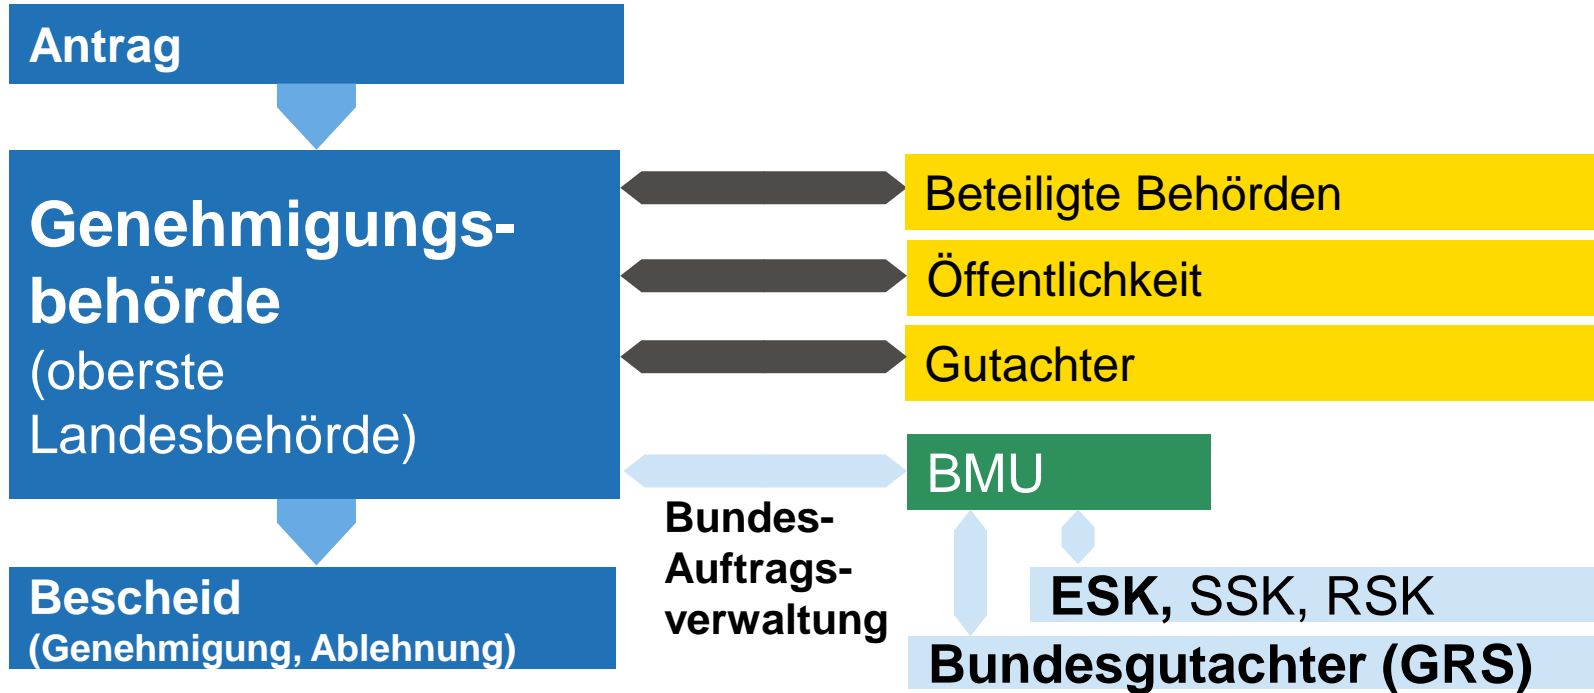 Antrag
Genehmigungs-
behörde
(oberste
Landesbehörde)
Bescheid
(Genehmigung, Ablehnung)
Beteiligte Behörden
Öffentlichkeit
Gutachter
BMU
Bundes-
Auftrags-
verwaltung
ESK, SSK, RSK
Bundesgutachter (GRS)